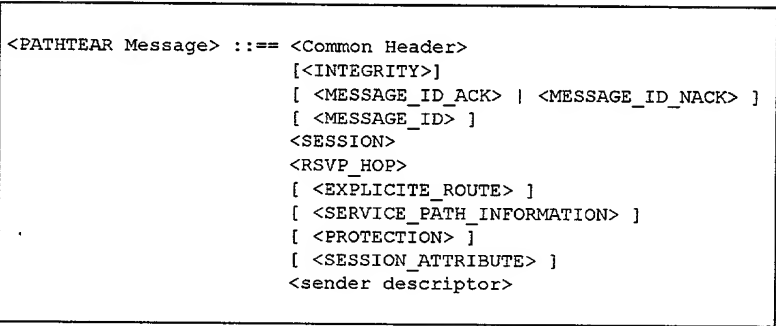 <PATHTEAR Message> ::== <Common Header>
[<INTEGRITY>]
[ <MESSAGE_ID_ACK> | <MESSAGE_ID_NACK> ]
[ <MESSAGE_ID> ]
<SESSION>
<RSVP_HOP>
[ <EXPLICITE_ROUTE> ]
[ <SERVICE_PATH_INFORMATION> ]
[ <PROTECTION> ]
[ <SESSION_ATTRIBUTE> ]
<sender descriptor>